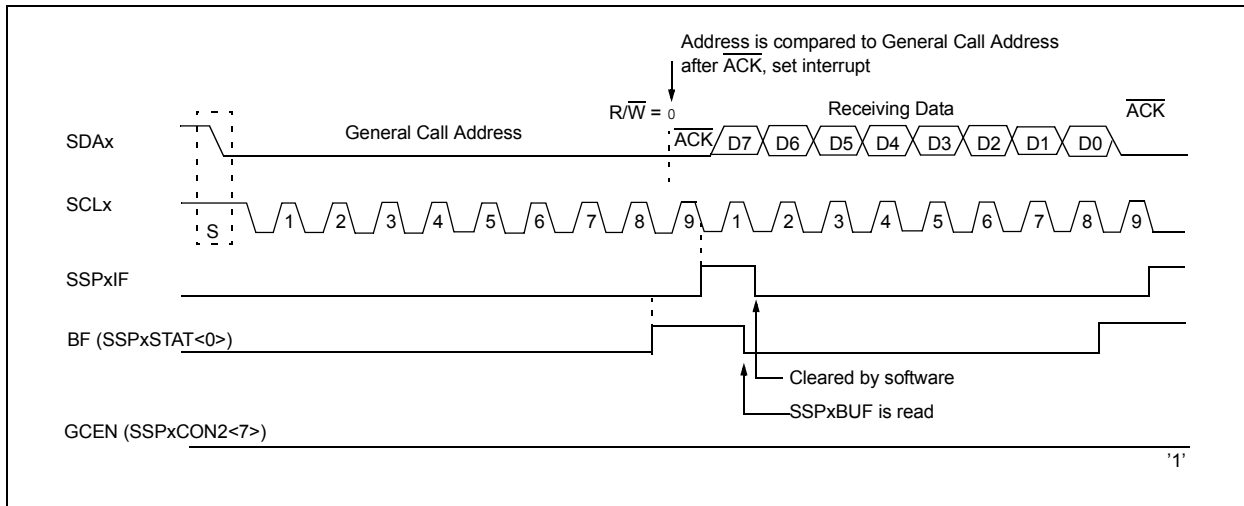 Address is compared to General Call Address
after ACK, set interrupt
R/W = 0
Receiving Data
ACK
SDAx
General Call Address
ACK
D7 D6 D5 D4 D3 D2 D1 D0
SCLx
S
1 2 3 4 5 6 7 8 9 1 2 3 4 5 6 7 8 9
SSPxIF
BF (SSPxSTAT<0>)
Cleared by software
SSPxBUF is read
GCEN (SSPxCON2<7>)
'1'